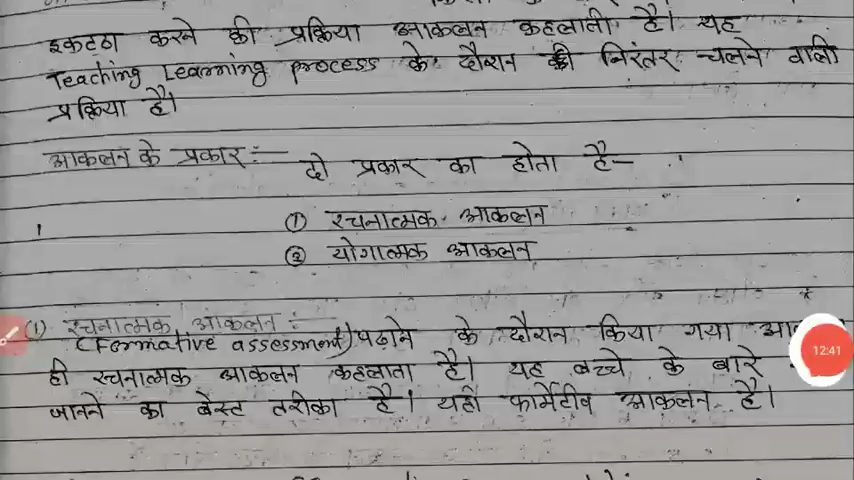 इकट्ठा करने की प्रक्रिया आकलन कहलाती है। यह
Teaching Learning process के दौरान की निरंतर चलने वाली
प्रक्रिया है।
आकलन के प्रकार :-
दो प्रकार का होता है-
① रचनात्मक आकलन
② योगात्मक आकलन
(1) रचनात्मक आकलन :-
(Formative assessment) पढ़ाने के दौरान किया गया
ही रचनात्मक आकलन कहलाता है। यह बच्चे के बारे
जानने का बेस्ट तरीका है। यही फार्मेटीव आकलन है।
12:41